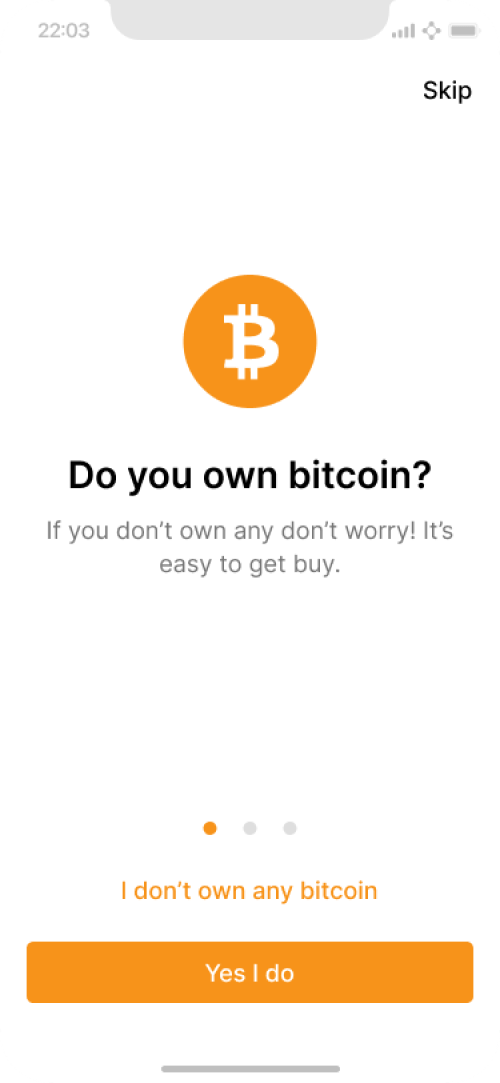 22:03
Skip
Do you own bitcoin?
If you don’t own any don’t worry! It’s
easy to get buy.
I don’t own any bitcoin
Yes I do